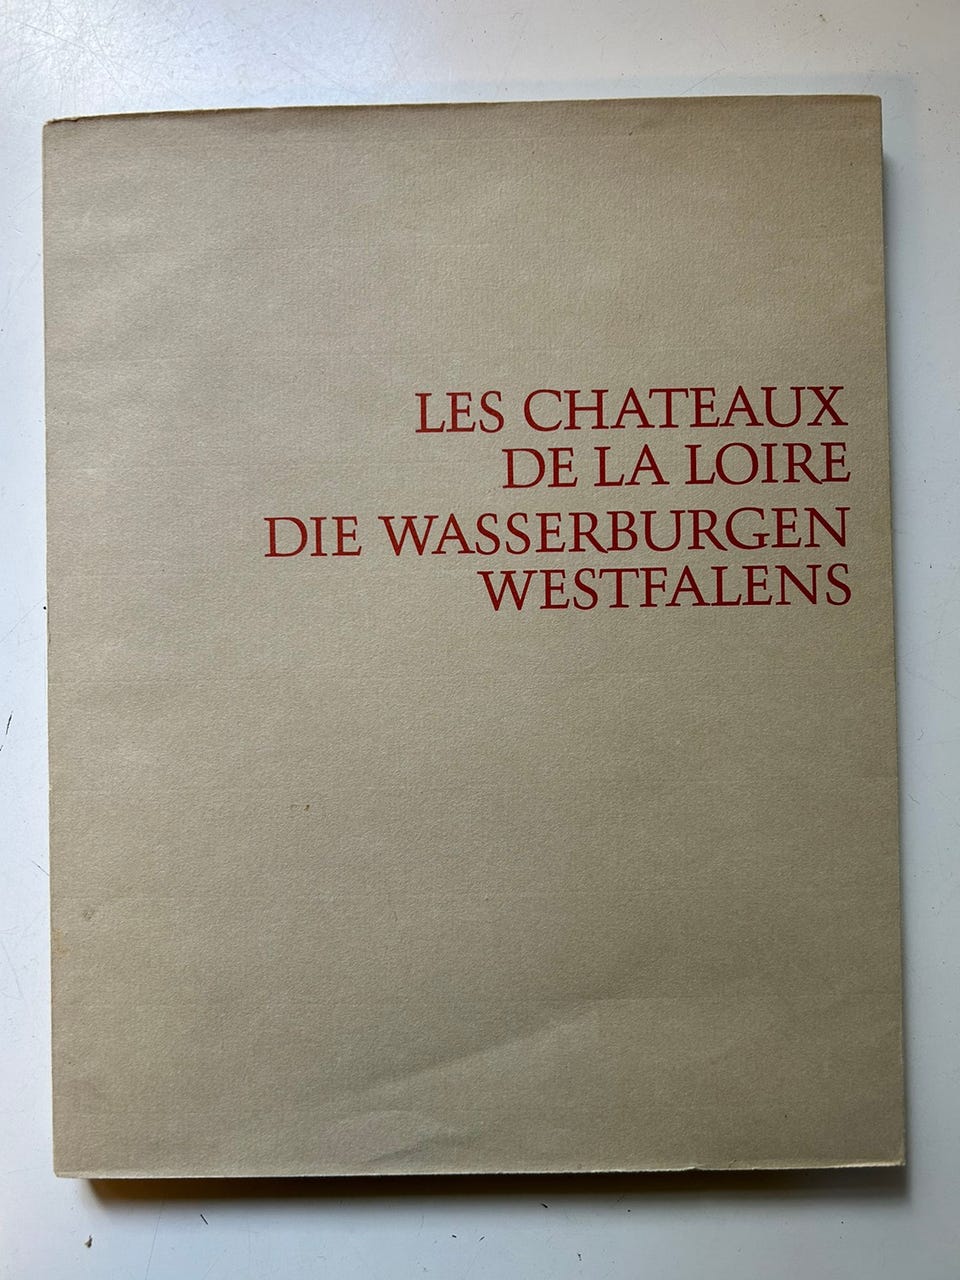 LES CHATEAUX
DE LA LOIRE
DIE WASSERBURGEN
WESTFALENS